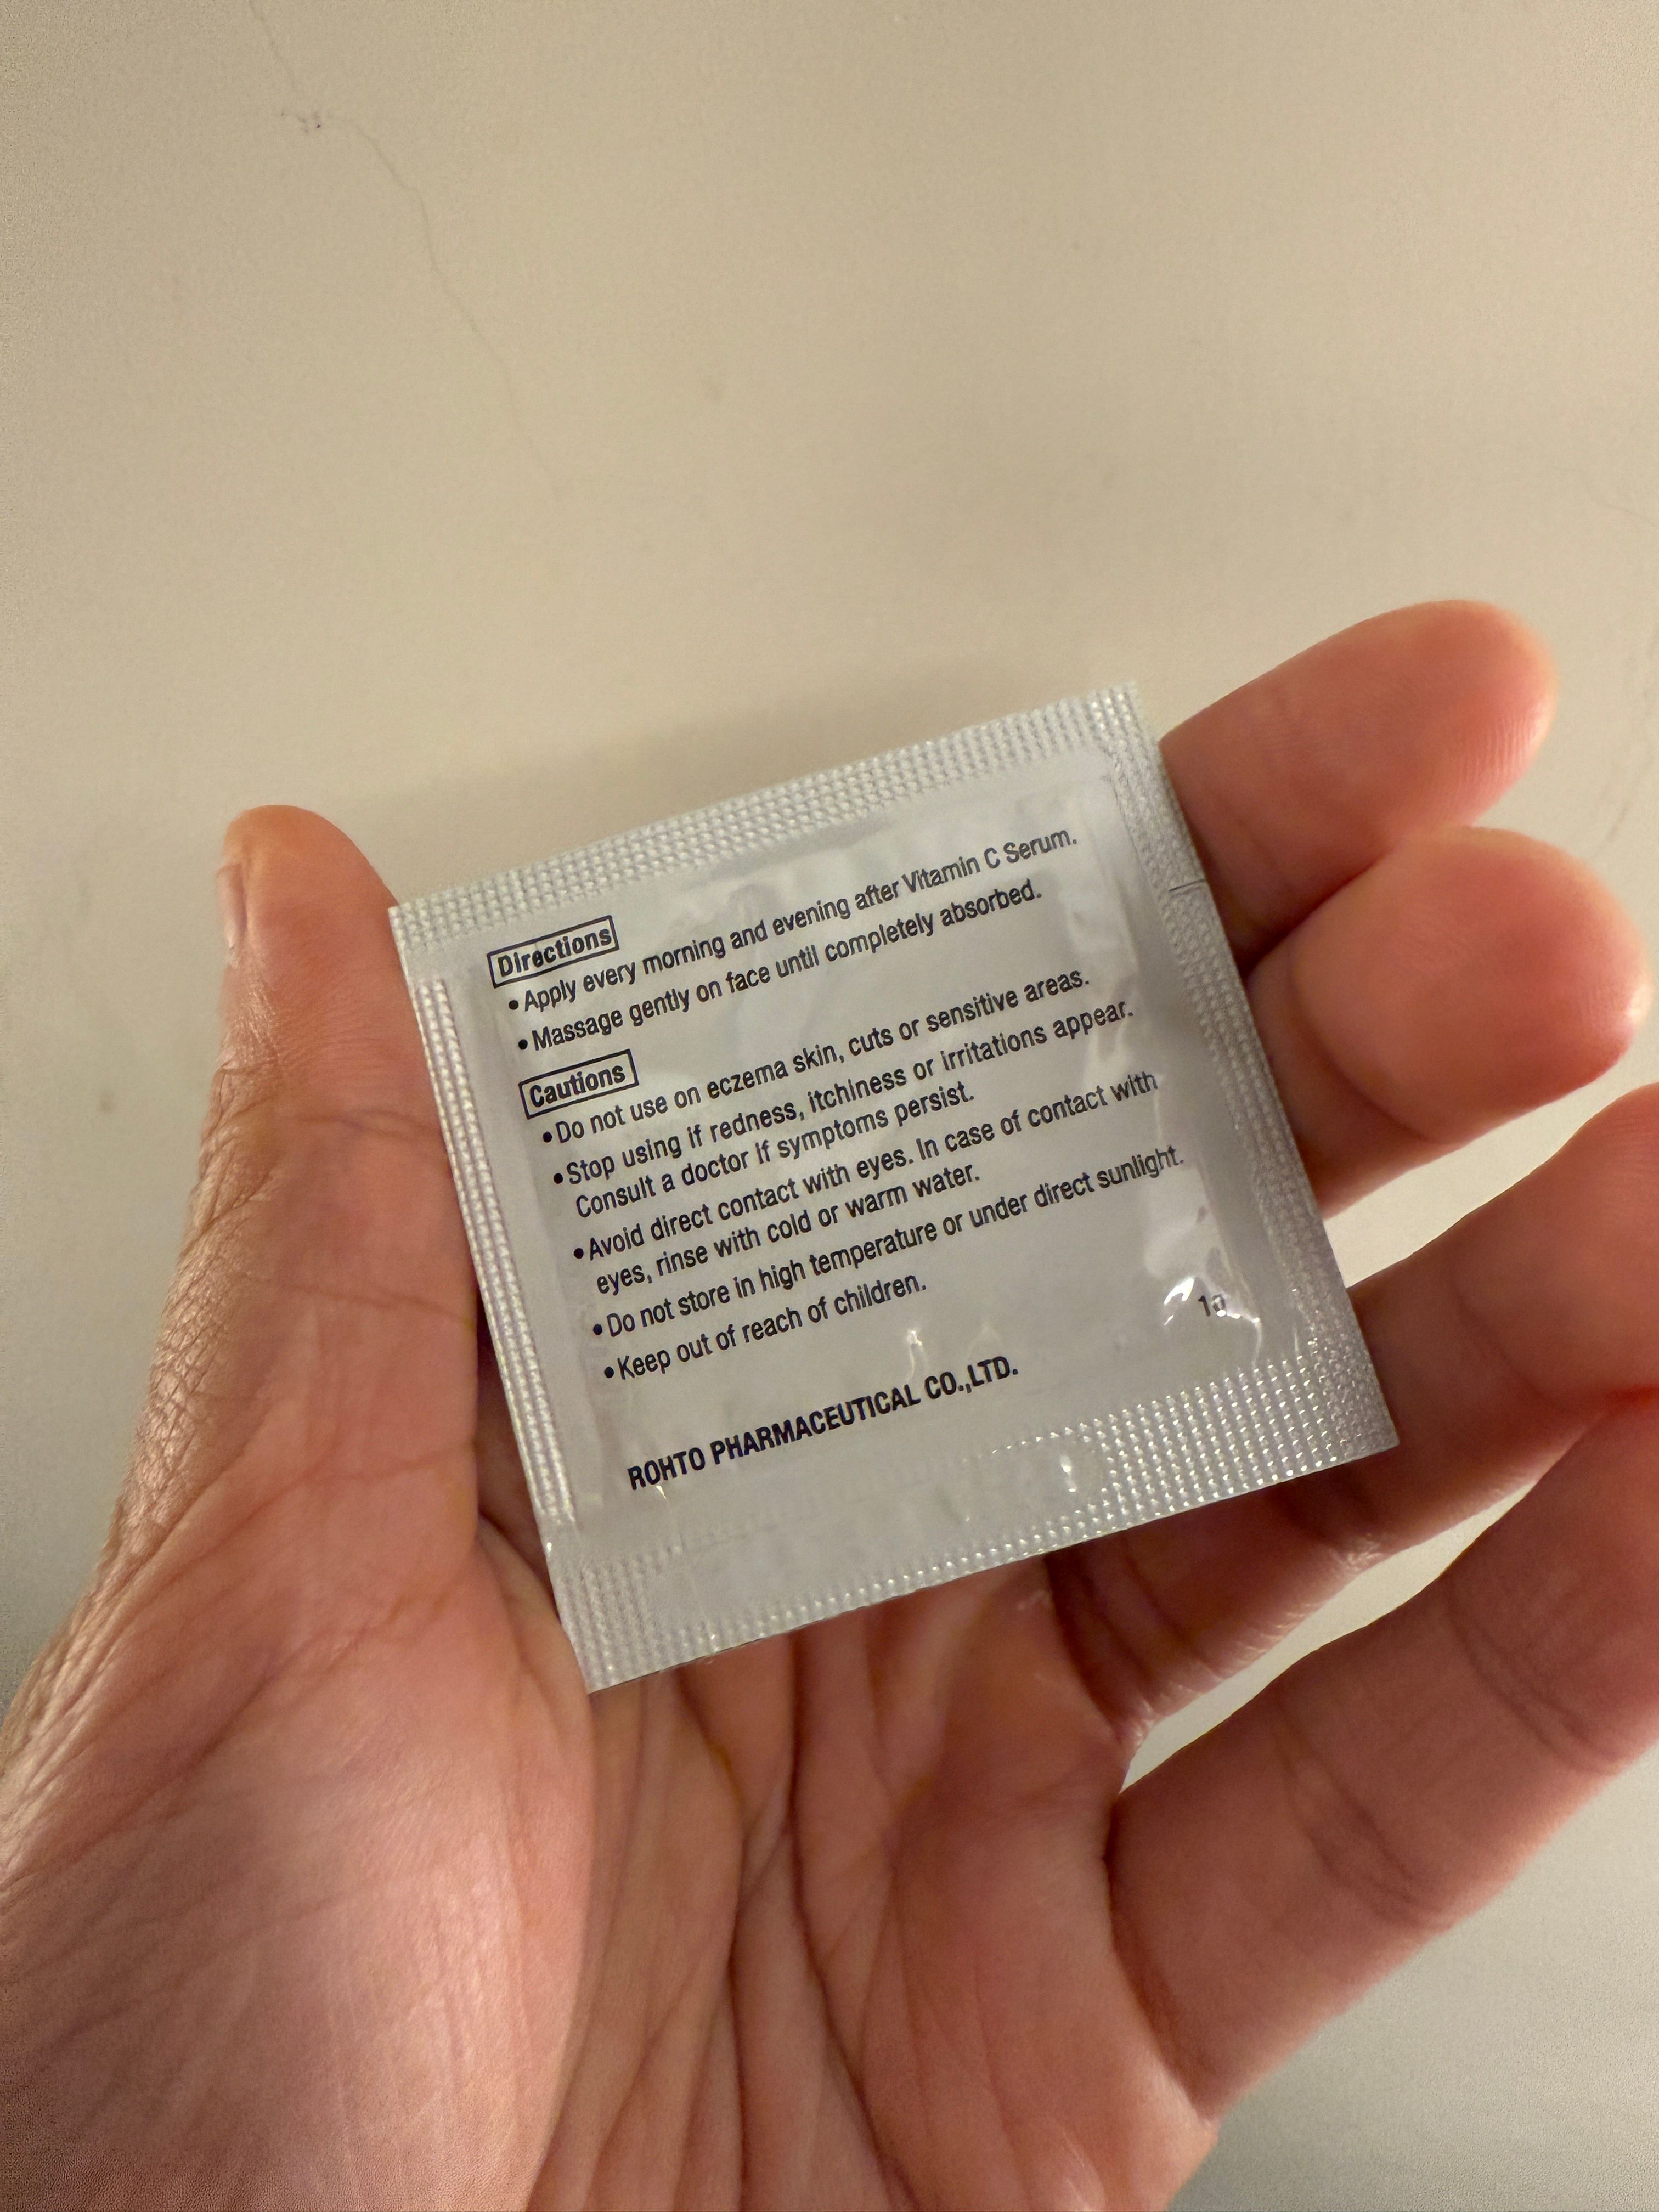 Directions
•Apply every morning and evening after Vitamin C Serum.
•Massage gently on face until completely absorbed.
Cautions
•Do not use on eczema skin, cuts or sensitive areas.
•Stop using if redness, itchiness or irritations appear.
Consult a doctor if symptoms persist.
•Avoid direct contact with eyes. In case of contact with
eyes, rinse with cold or warm water.
•Do not store in high temperature or under direct sunlight.
•Keep out of reach of children.
1g
ROHTO PHARMACEUTICAL CO.,LTD.